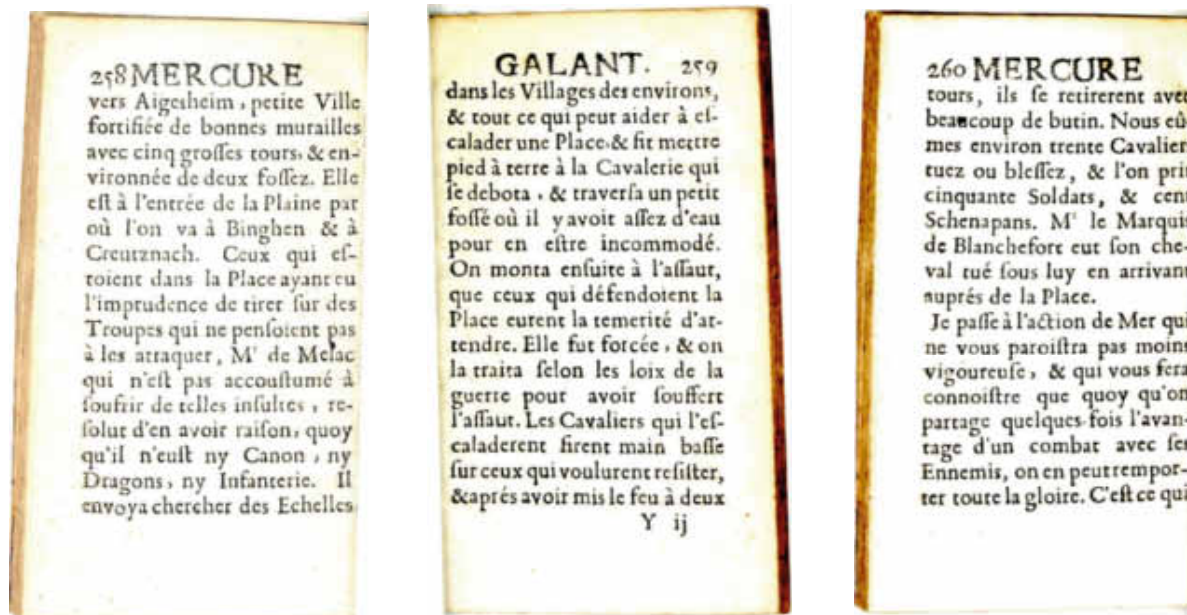 258 MERCURE
vers Aigesheim, petite Ville
fortifiée de bonnes murailles
avec cinq grosses tours, & en-
vironnée de deux fossez. Elle
est à l'entrée de la Plaine par
où l'on va à Binghen & à
Creutznach. Ceux qui es-
toient dans la Place ayant eu
l'imprudence de tirer sur des
Troupes qui ne pensoient pas
à les attaquer, Mr de Melac
qui n'est pas accoustumé à
soufrir de telles insultes, re-
solut d'en avoir raison, quoy
qu'il n'eust ny Canon, ny
Dragons, ny Infanterie. Il
envoya chercher des Echelles
GALANT. 259
dans les Villages des environs,
& tout ce qui peut aider à es-
calader une Place, & fit mettre
pied à terre à la Cavalerie qui
se debota, & traversa un petit
fossé où il y avoit assez d'eau
pour en estre incommodé.
On monta ensuite à l'assaut,
que ceux qui défendoient la
Place eurent la temerité d'at-
tendre. Elle fut forcée, & on
la traita selon les loix de la
guerre pour avoir souffert
l'assaut. Les Cavaliers qui l'es-
caladerent firent main basse
sur ceux qui voulurent resister,
& aprés avoir mis le feu à deux
Y ij
260 MERCURE
tours, ils se retirerent avec
beaucoup de butin. Nous eû-
mes environ trente Cavaliers
tuez ou blessez, & l'on prit
cinquante Soldats, & cent
Schenapans. Mr le Marquis
de Blanchefort eut son che-
val tué sous luy en arrivant
auprés de la Place.
Je passe à l'action de Mer qui
ne vous paroistra pas moins
vigoureuse, & qui vous fera
connoistre que quoy qu'on
partage quelques-fois l'avan-
tage d'un combat avec ses
Ennemis, on en peut rempor-
ter toute la gloire. C'est ce qui